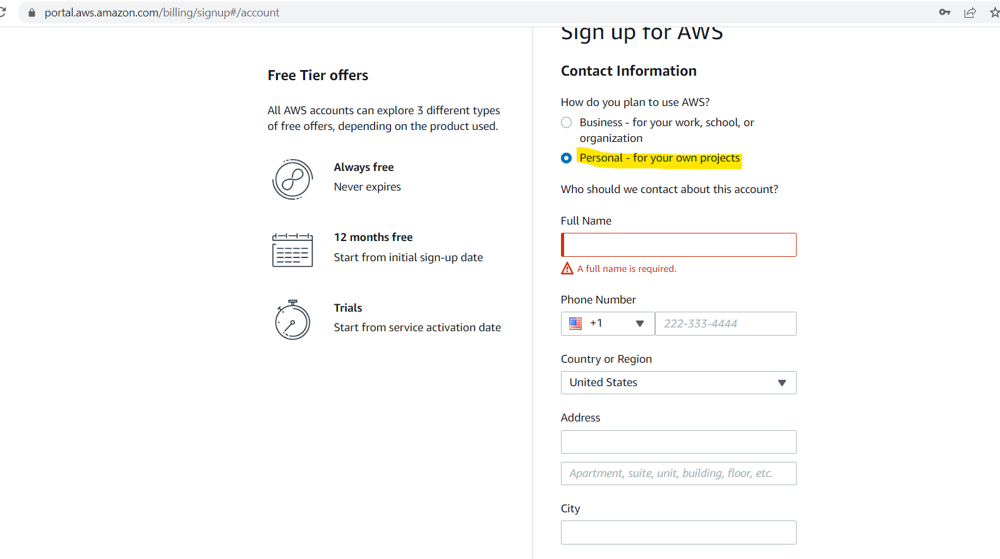 portal.aws.amazon.com/billing/signup#/account
Sign up for AWS
Free Tier offers
All AWS accounts can explore 3 different types
of free offers, depending on the product used.
Always free
Never expires
12 months free
Start from initial sign-up date
Trials
Start from service activation date
Contact Information
How do you plan to use AWS?
Business - for your work, school, or
organization
Personal - for your own projects
Who should we contact about this account?
Full Name
A full name is required.
Phone Number
+1
222-333-4444
Country or Region
United States
Address
Apartment, suite, unit, building, floor, etc.
City